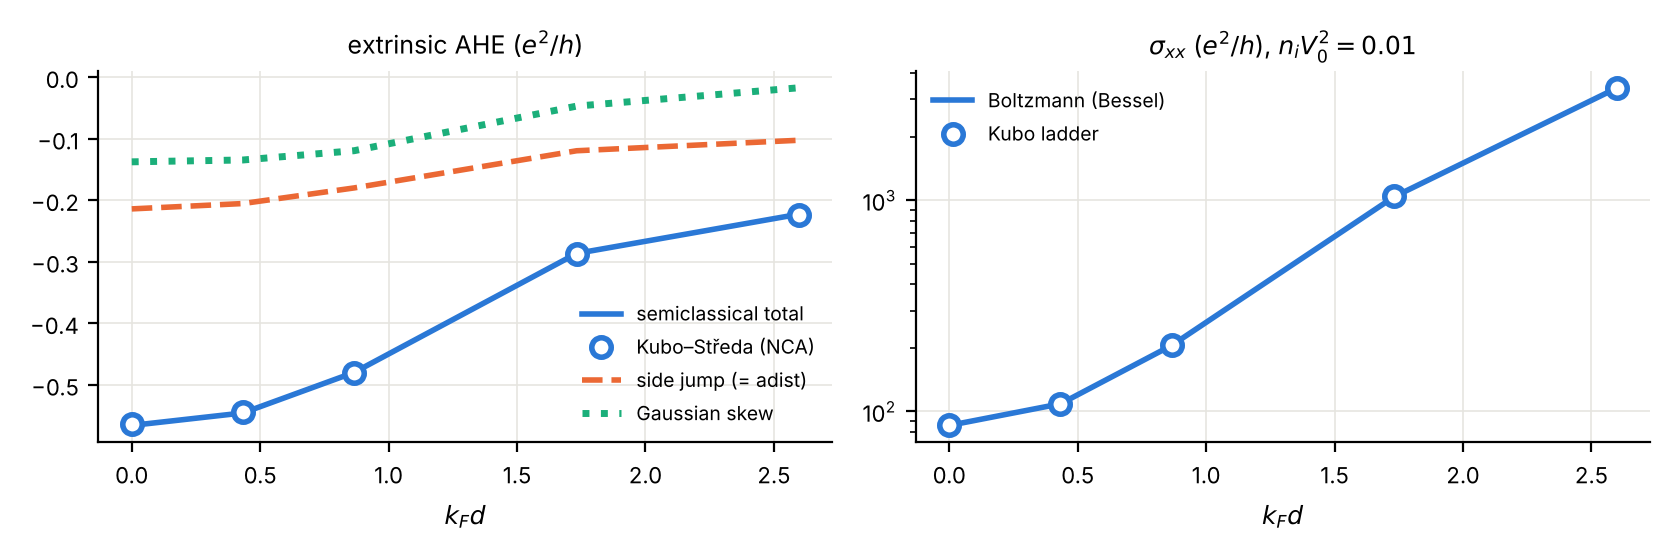 extrinsic AHE (e²/h)
0.0
−0.1
−0.2
−0.3
−0.4
−0.5
semiclassical total
Kubo–Středa (NCA)
side jump (= adist)
Gaussian skew
0.0 0.5 1.0 1.5 2.0 2.5
k_F d
σ_xx (e²/h), n_i V₀² = 0.01
Boltzmann (Bessel)
Kubo ladder
10³
10²
0.0 0.5 1.0 1.5 2.0 2.5
k_F d